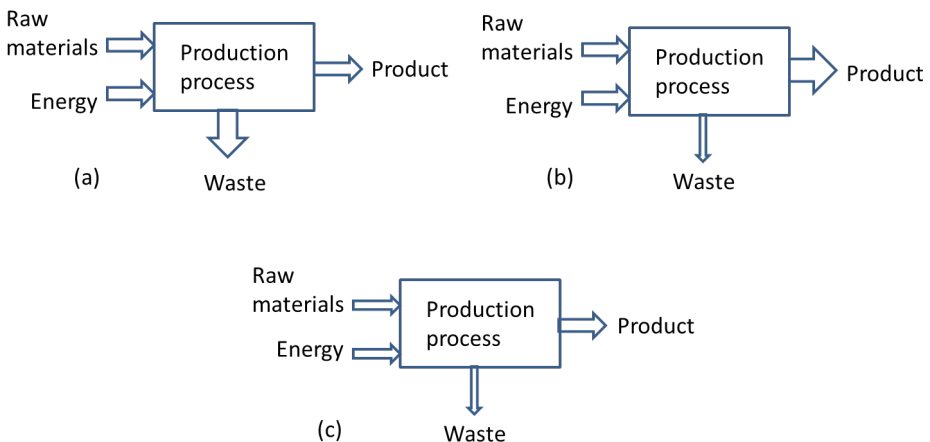 Raw
materials
Production
process
Product
Energy
Waste
(a)
Raw
materials
Production
process
Product
Energy
Waste
(b)
Raw
materials
Production
process
Product
Energy
Waste
(c)